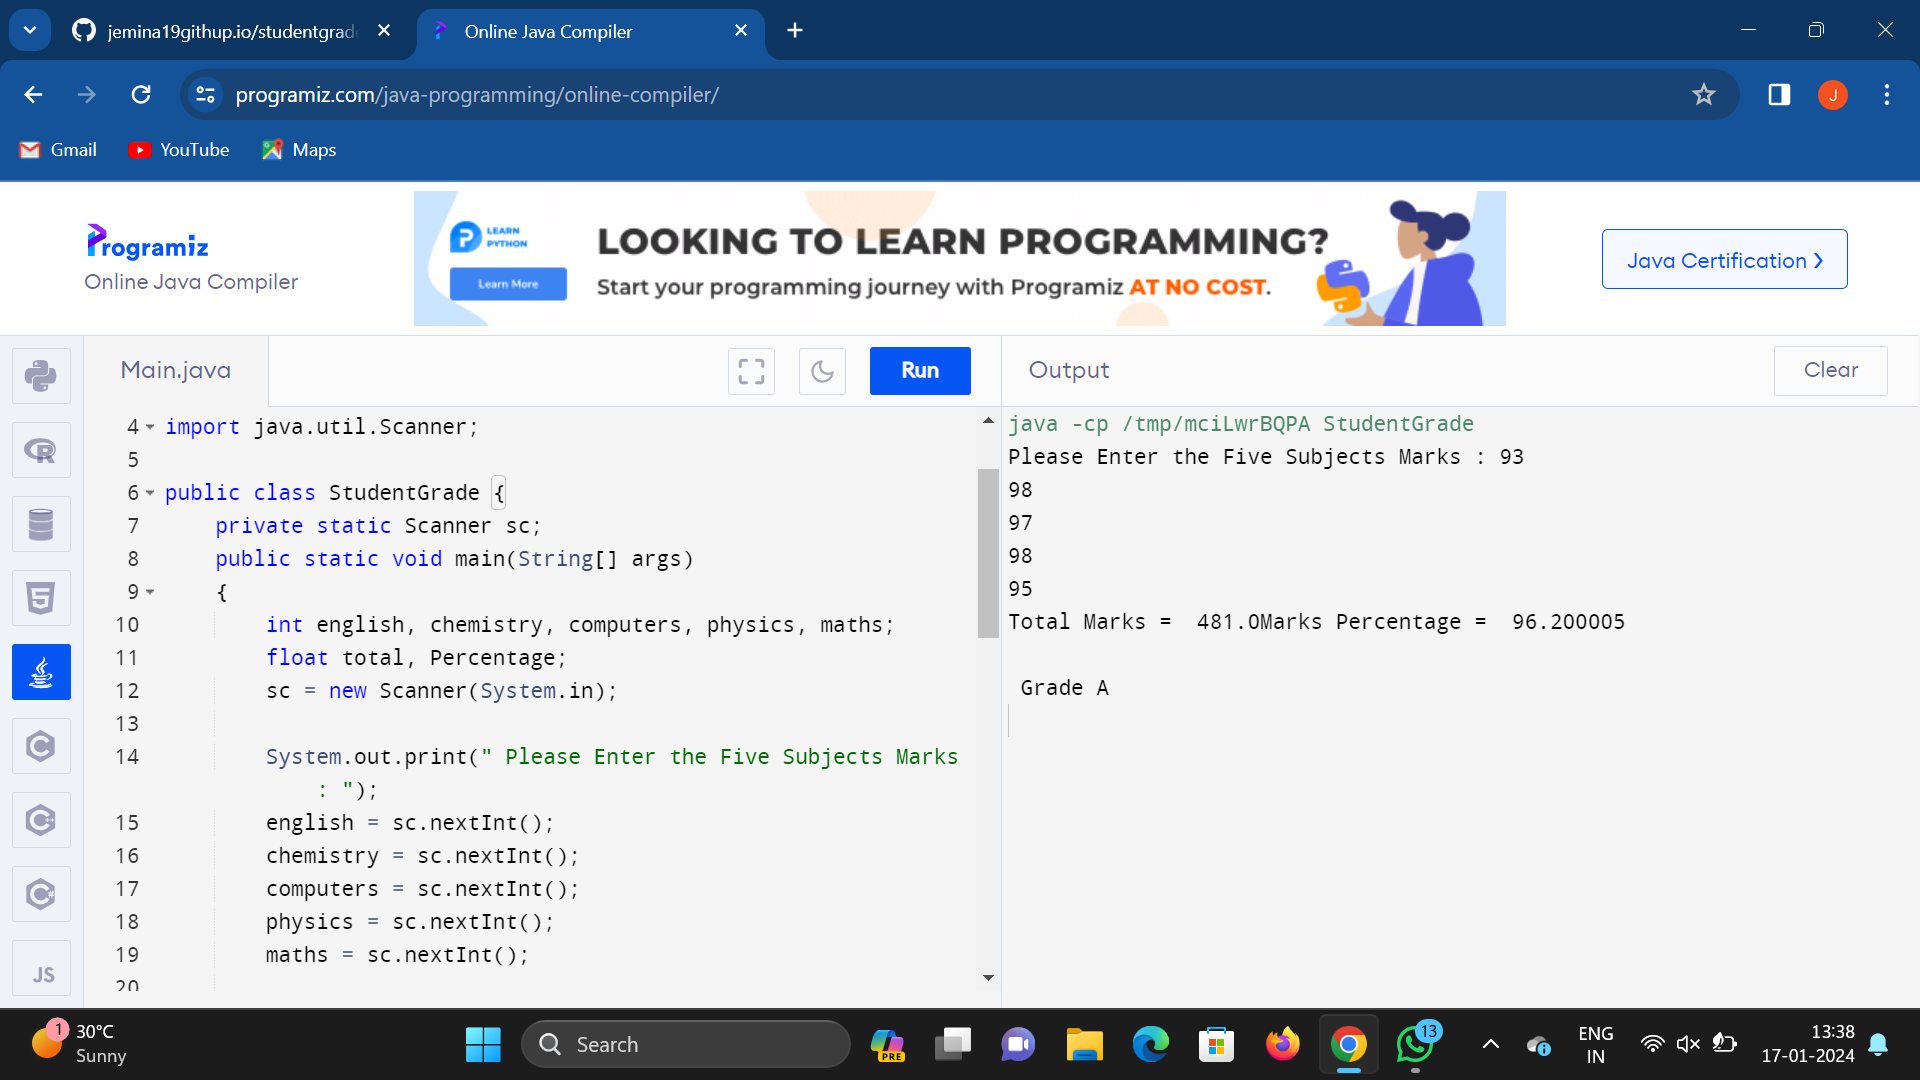 jemina19githup.io/studentgrad
Online Java Compiler
programiz.com/java-programming/online-compiler/
J
Gmail
YouTube
Maps
Programiz
Online Java Compiler
LEARN
PYTHON
Learn More
LOOKING TO LEARN PROGRAMMING?
Start your programming journey with Programiz AT NO COST.
Java Certification ›
Main.java
Run
Output
Clear
4 import java.util.Scanner;
5
6 public class StudentGrade {
7 private static Scanner sc;
8 public static void main(String[] args)
9 {
10 int english, chemistry, computers, physics, maths;
11 float total, Percentage;
12 sc = new Scanner(System.in);
13
14 System.out.print(" Please Enter the Five Subjects Marks
: ");
15 english = sc.nextInt();
16 chemistry = sc.nextInt();
17 computers = sc.nextInt();
18 physics = sc.nextInt();
19 maths = sc.nextInt();
20
JS
java -cp /tmp/mciLwrBQPA StudentGrade
Please Enter the Five Subjects Marks : 93
98
97
98
95
Total Marks =  481.0Marks Percentage =  96.200005
Grade A
1
30°C
Sunny
Search
PRE
13
ENG
IN
13:38
17-01-2024